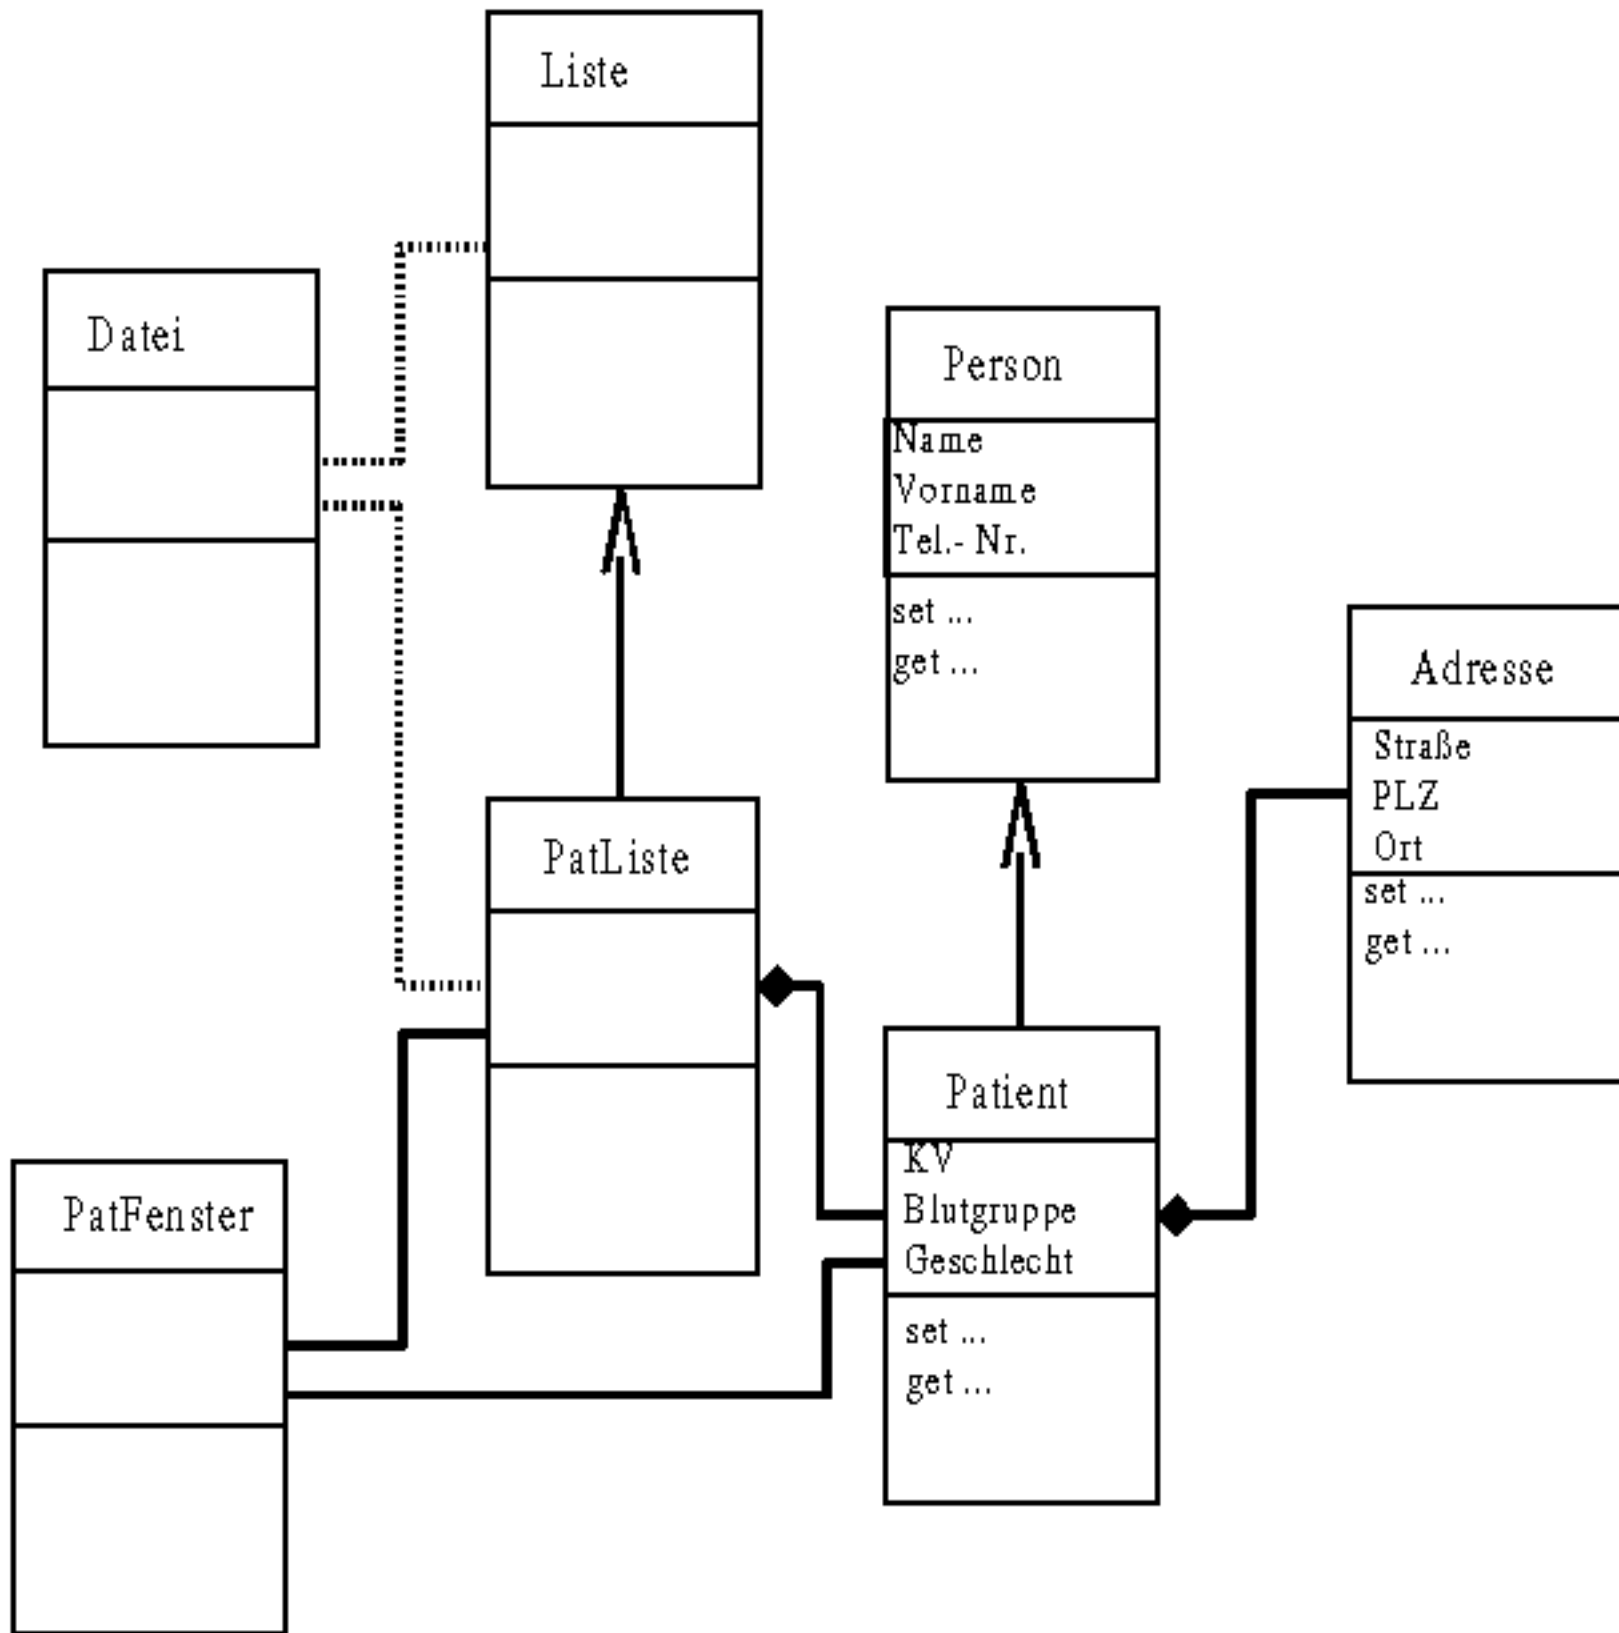 Liste
Datei
Person
Name
Vorname
Tel.- Nr.
set ...
get ...
Adresse
Straße
PLZ
Ort
set ...
get ...
PatListe
Patient
KV
Blutgruppe
Geschlecht
set ...
get ...
PatFenster